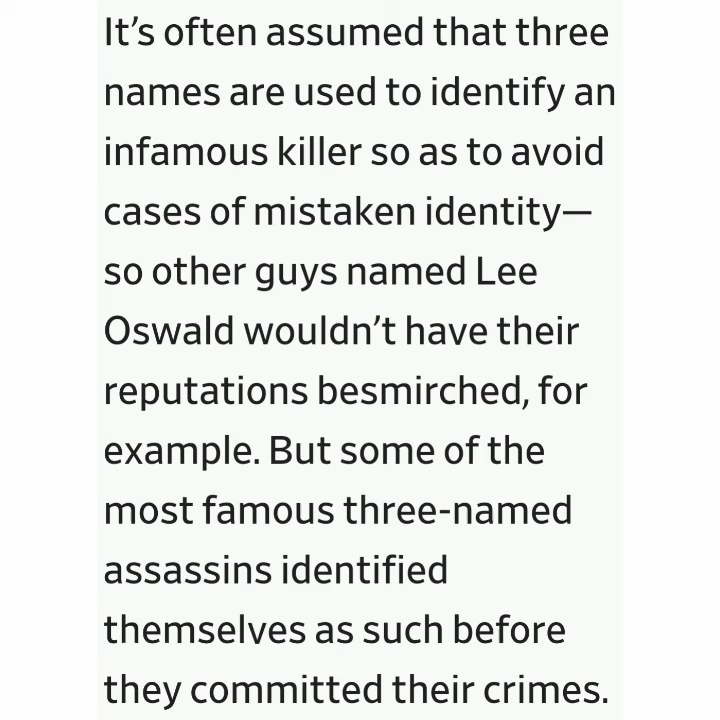 It’s often assumed that three
names are used to identify an
infamous killer so as to avoid
cases of mistaken identity—
so other guys named Lee
Oswald wouldn’t have their
reputations besmirched, for
example. But some of the
most famous three-named
assassins identified
themselves as such before
they committed their crimes.